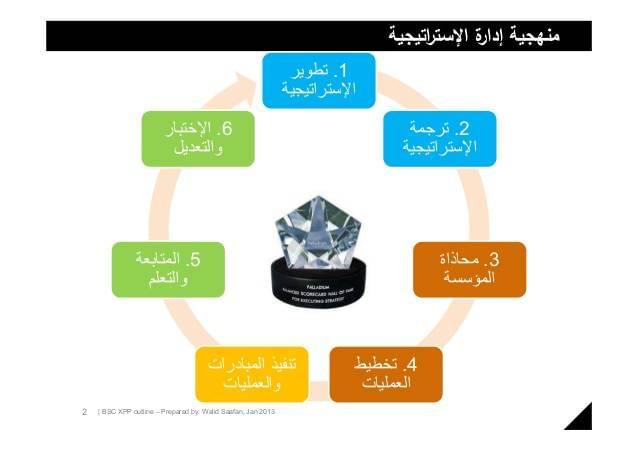 منهجية إدارة الإستراتيجية
1. تطوير
الإستراتيجية
2. ترجمة
الإستراتيجية
3. محاذاة
المؤسسة
4. تخطيط
العمليات
تنفيذ المبادرات
والعمليات
5. المتابعة
والتعلم
6. الإختبار
والتعديل
PALLADIUM
BALANCED SCORECARD HALL OF FAME
FOR EXECUTING STRATEGY
2 | BSC XPP outline – Prepared by: Walid Saafan, Jan 2013